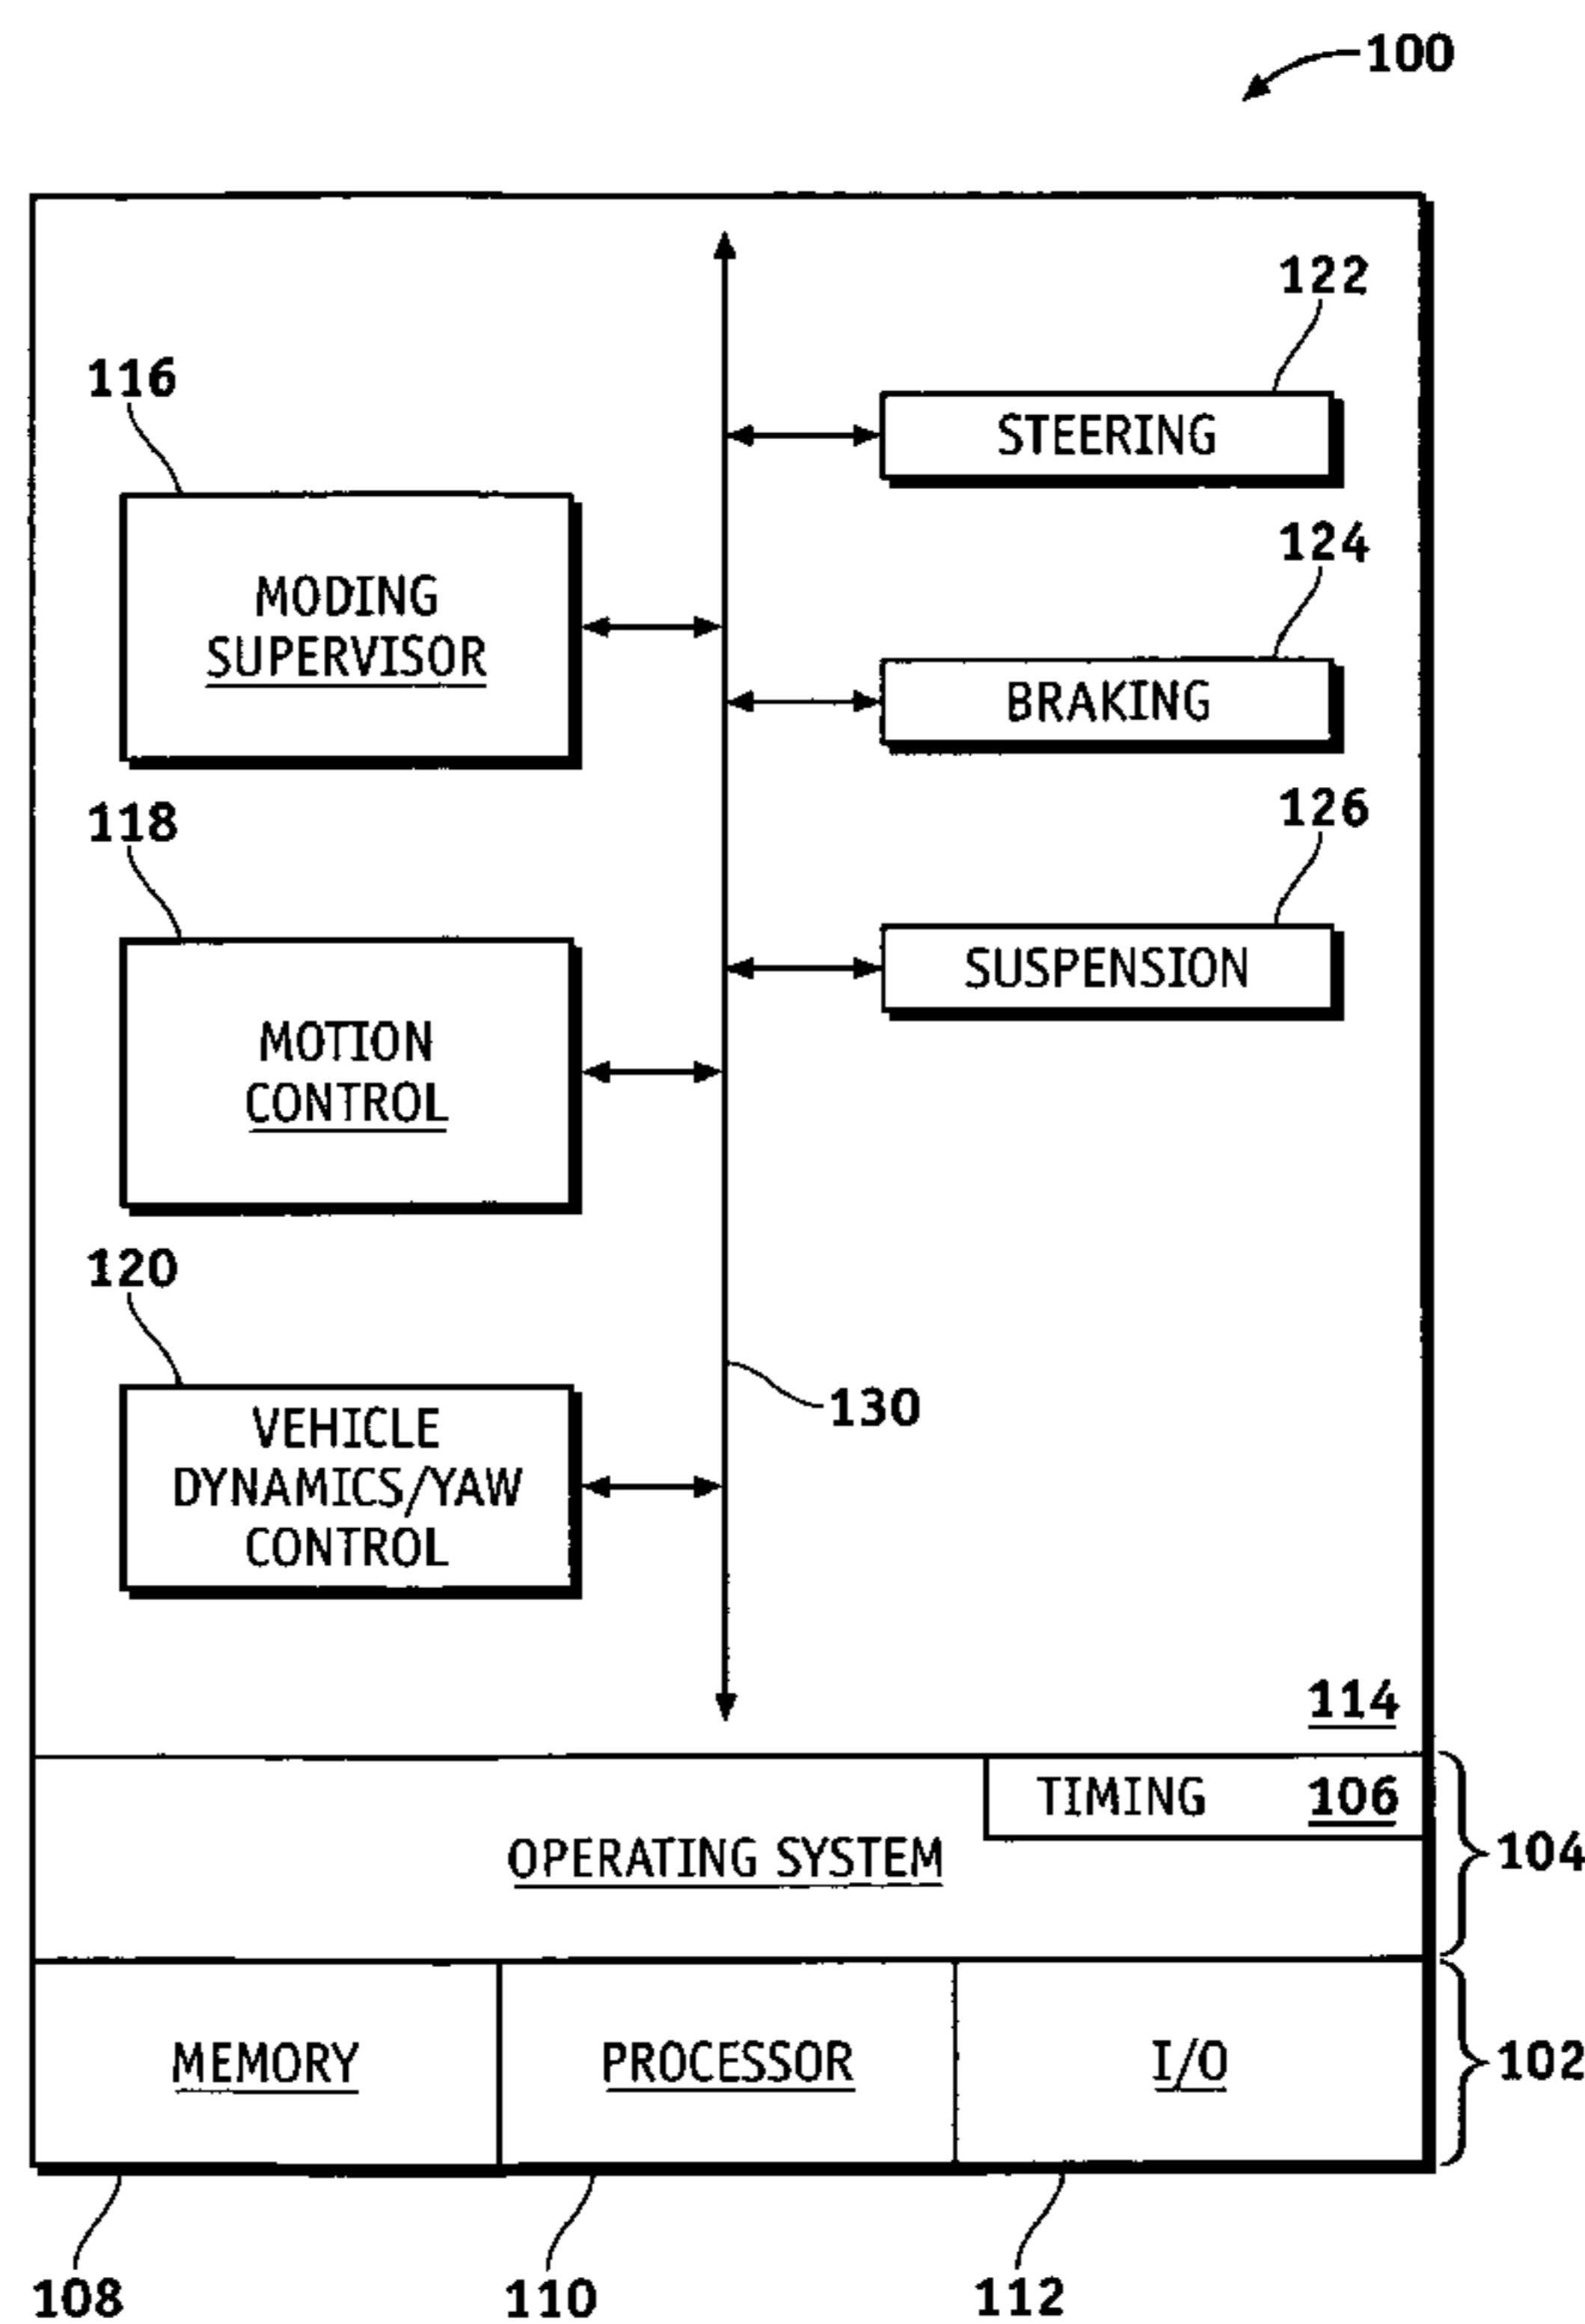 100
122
116
STEERING
124
MODING
SUPERVISOR
BRAKING
118
126
SUSPENSION
MOTION
CONTROL
120
130
VEHICLE
DYNAMICS/YAW
CONTROL
114
TIMING 106
OPERATING SYSTEM
104
MEMORY
PROCESSOR
I/O
102
108
110
112